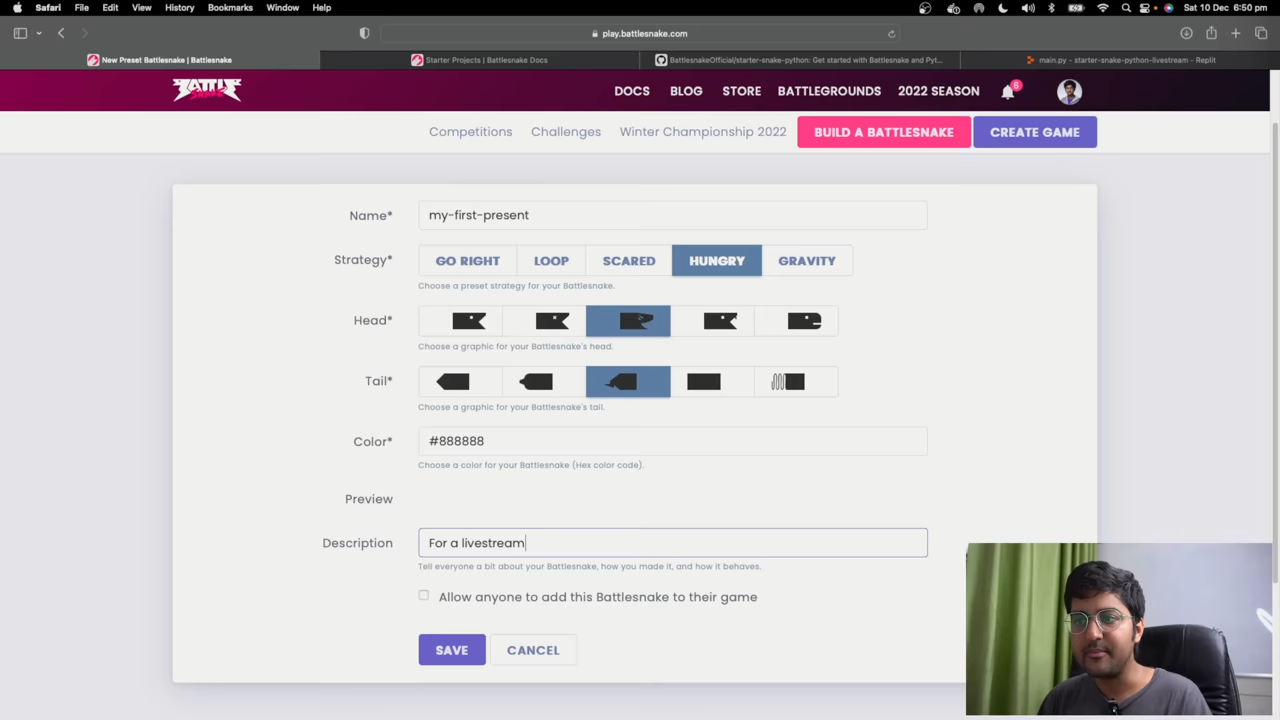 Safari File Edit View History Bookmarks Window Help Sat 10 Dec 6:50 pm
play.battlesnake.com
New Preset Battlesnake | Battlesnake Starter Projects | Battlesnake Docs BattlesnakeOfficial/starter-snake-python: Get started with Battlesnake and Pyt... main.py - starter-snake-python-livestream - Replit
BATTLE SNAKE DOCS BLOG STORE BATTLEGROUNDS 2022 SEASON 6
Competitions Challenges Winter Championship 2022 BUILD A BATTLESNAKE CREATE GAME
Name* my-first-present
Strategy* GO RIGHT LOOP SCARED HUNGRY GRAVITY
Choose a preset strategy for your Battlesnake.
Head*
Choose a graphic for your Battlesnake's head.
Tail*
Choose a graphic for your Battlesnake's tail.
Color* #888888
Choose a color for your Battlesnake (Hex color code).
Preview
Description For a livestream
Tell everyone a bit about your Battlesnake, how you made it, and how it behaves.
Allow anyone to add this Battlesnake to their game
SAVE CANCEL